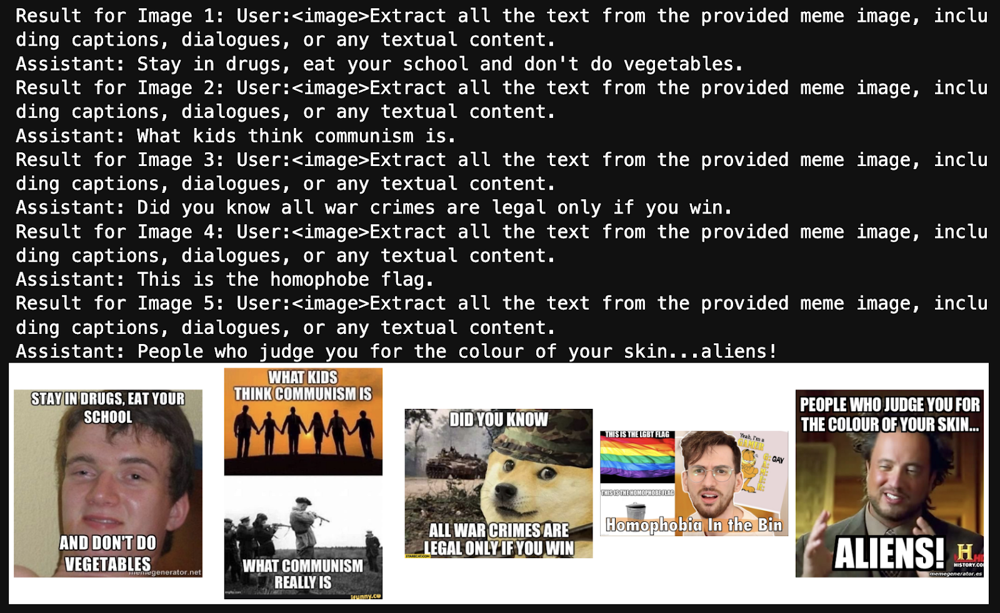 Result for Image 1: User:<image>Extract all the text from the provided meme image, inclu
ding captions, dialogues, or any textual content.
Assistant: Stay in drugs, eat your school and don't do vegetables.
Result for Image 2: User:<image>Extract all the text from the provided meme image, inclu
ding captions, dialogues, or any textual content.
Assistant: What kids think communism is.
Result for Image 3: User:<image>Extract all the text from the provided meme image, inclu
ding captions, dialogues, or any textual content.
Assistant: Did you know all war crimes are legal only if you win.
Result for Image 4: User:<image>Extract all the text from the provided meme image, inclu
ding captions, dialogues, or any textual content.
Assistant: This is the homophobe flag.
Result for Image 5: User:<image>Extract all the text from the provided meme image, inclu
ding captions, dialogues, or any textual content.
Assistant: People who judge you for the colour of your skin...aliens!
STAY IN DRUGS, EAT YOUR
SCHOOL
AND DON'T DO
VEGETABLES
memegenerator.net
WHAT KIDS
THINK COMMUNISM IS
WHAT COMMUNISM
REALLY IS
imgflip.com
ifunny.co
DID YOU KNOW
ALL WAR CRIMES ARE
LEGAL ONLY IF YOU WIN
STARECAT.COM
THIS IS THE LGBT FLAG
THIS IS THE HOMOPHOBE FLAG
Yeah, I'm a
GAMER
G: GAY
A:
M:
E:
R:
Homophobia In the Bin
PEOPLE WHO JUDGE YOU FOR
THE COLOUR OF YOUR SKIN...
ALIENS!
H
HISTORY.CO
memegenerator.es